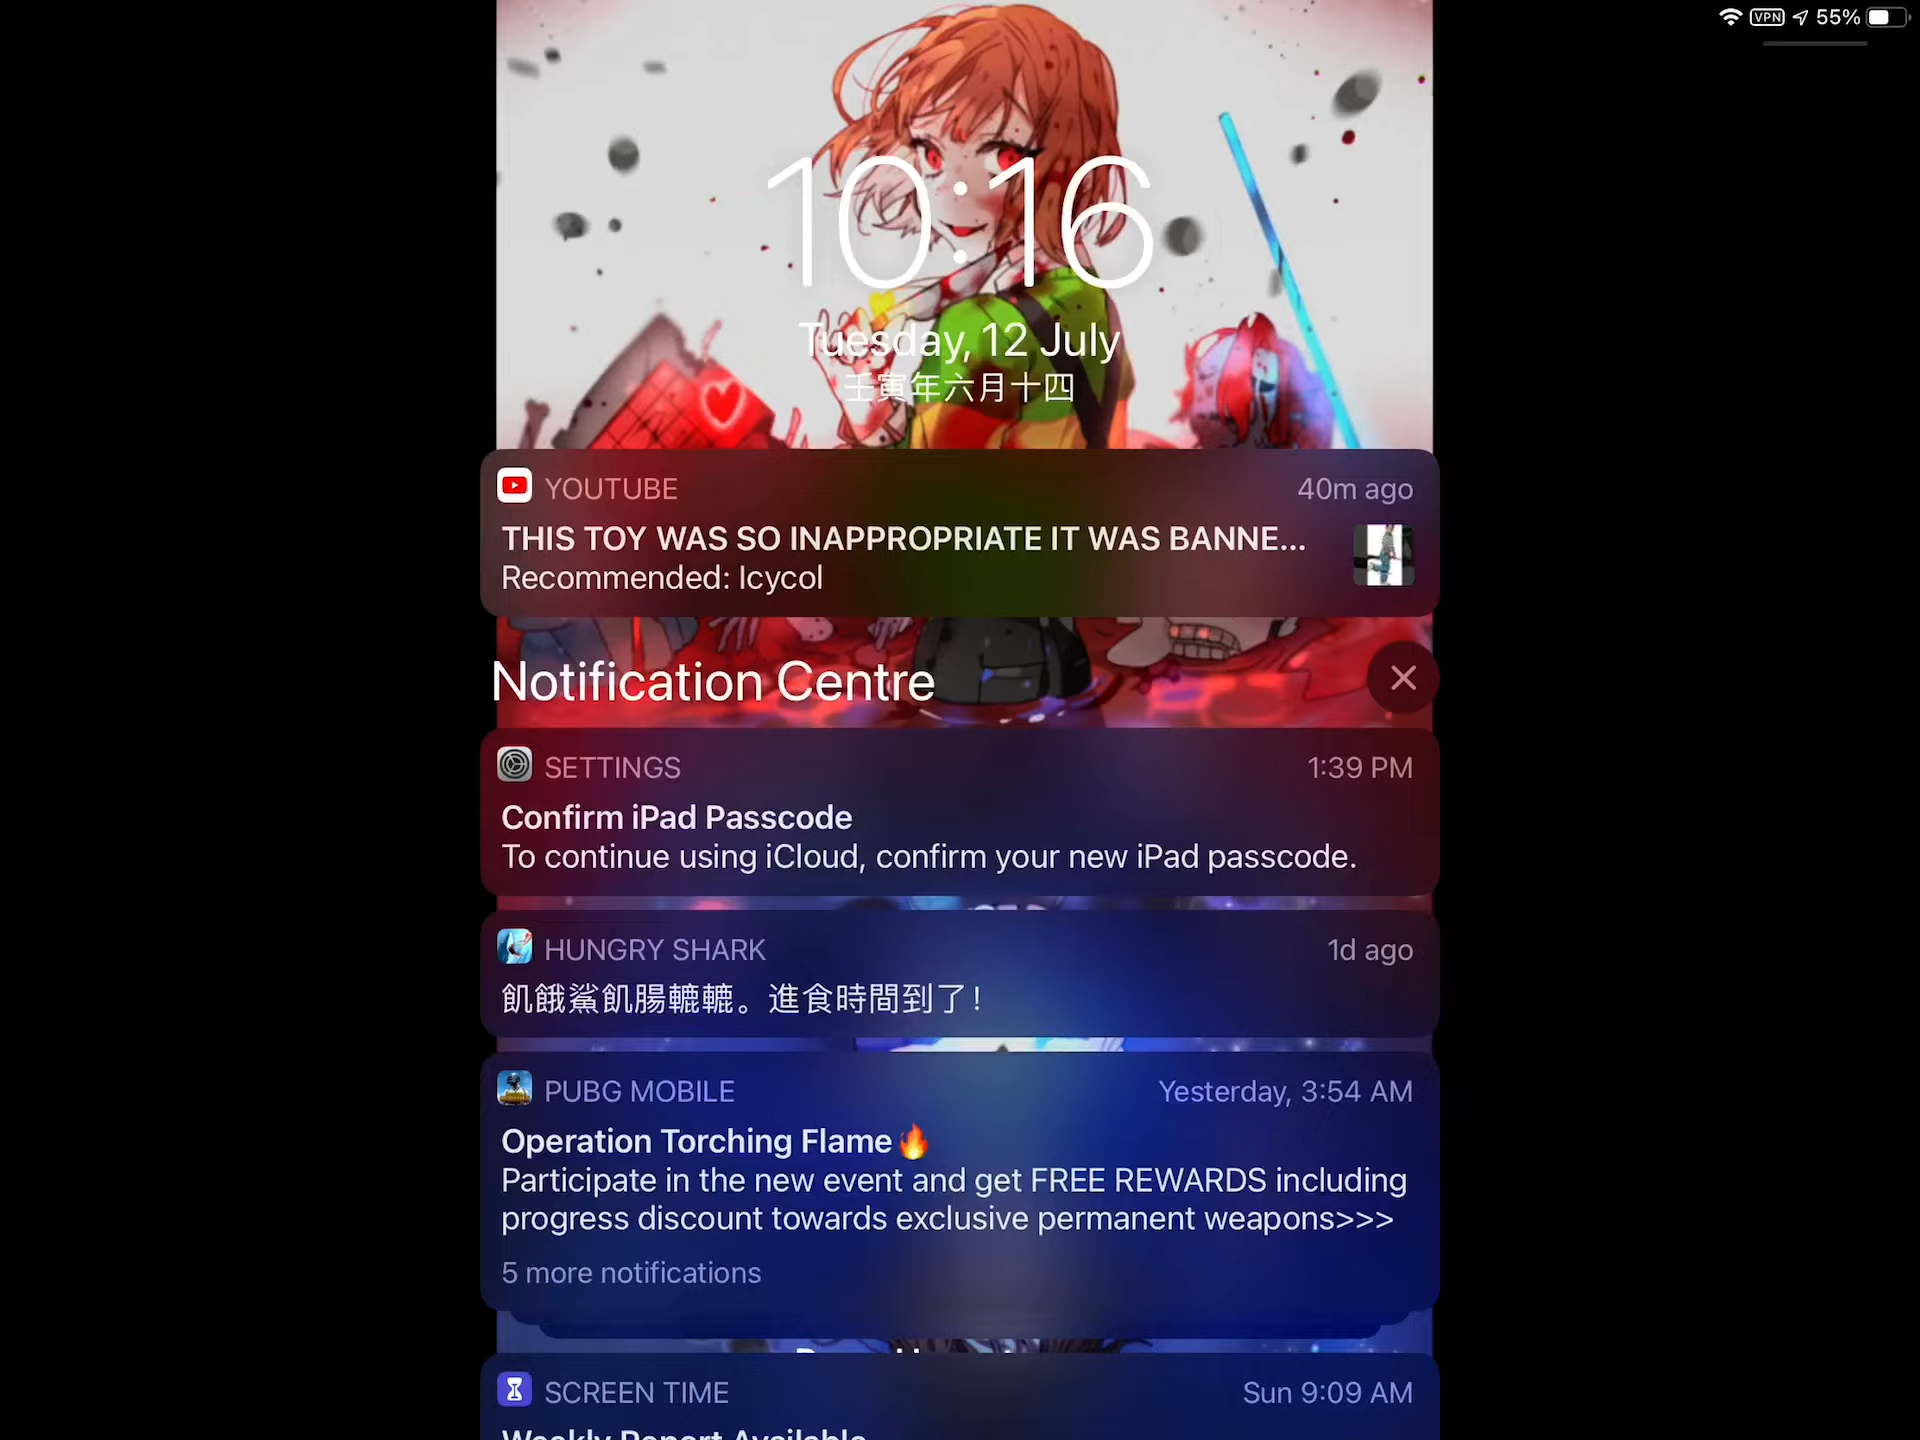 VPN 55%
10:16
Tuesday, 12 July
壬寅年六月十四
YOUTUBE 40m ago
THIS TOY WAS SO INAPPROPRIATE IT WAS BANNE...
Recommended: Icycol
Notification Centre
SETTINGS 1:39 PM
Confirm iPad Passcode
To continue using iCloud, confirm your new iPad passcode.
HUNGRY SHARK 1d ago
飢餓鯊飢腸轆轆。進食時間到了!
PUBG MOBILE Yesterday, 3:54 AM
Operation Torching Flame🔥
Participate in the new event and get FREE REWARDS including
progress discount towards exclusive permanent weapons>>>
5 more notifications
SCREEN TIME Sun 9:09 AM
Weekly Report Available